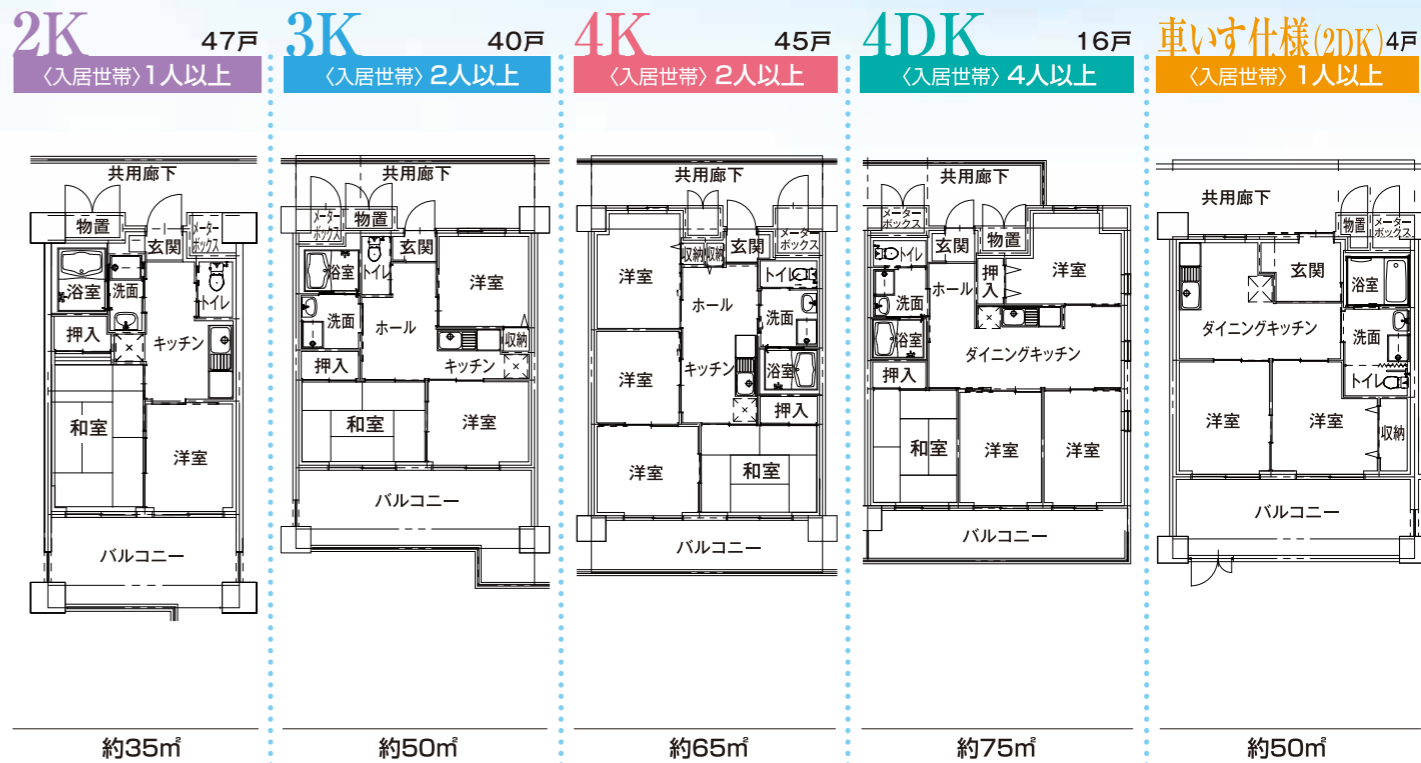 2K 47戸
〈入居世帯〉1人以上
共用廊下
物置
玄関
メーターボックス
浴室
洗面
トイレ
押入
キッチン
和室
洋室
バルコニー
約35㎡
3K 40戸
〈入居世帯〉2人以上
共用廊下
メーターボックス
物置
玄関
浴室
トイレ
洋室
洗面
ホール
収納
押入
キッチン
和室
洋室
バルコニー
約50㎡
4K 45戸
〈入居世帯〉2人以上
共用廊下
収納
収納
玄関
メーターボックス
洋室
トイレ
ホール
洗面
洋室
キッチン
浴室
押入
洋室
和室
バルコニー
約65㎡
4DK 16戸
〈入居世帯〉4人以上
共用廊下
メーターボックス
玄関
物置
トイレ
押入
洋室
ホール
洗面
浴室
ダイニングキッチン
押入
和室
洋室
洋室
バルコニー
約75㎡
車いす仕様(2DK) 4戸
〈入居世帯〉1人以上
共用廊下
物置
メーターボックス
玄関
浴室
ダイニングキッチン
洗面
トイレ
洋室
洋室
収納
バルコニー
約50㎡